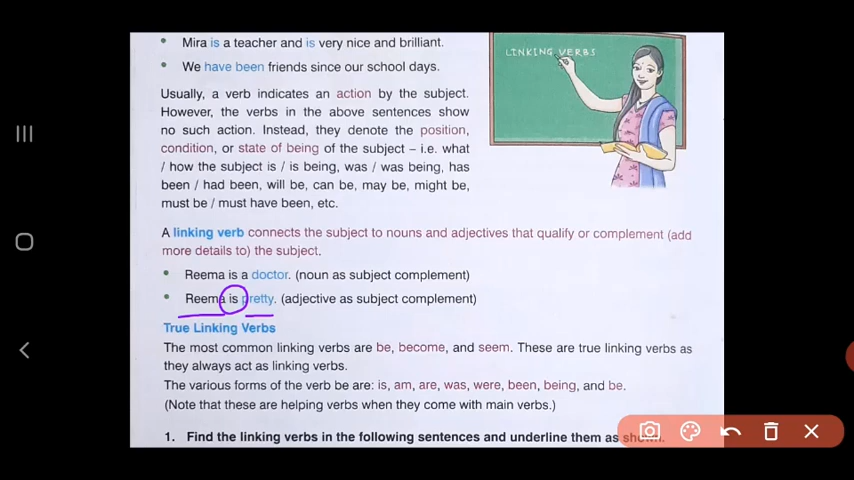 Mira is a teacher and is very nice and brilliant.
We have been friends since our school days.
LINKING VERBS
Usually, a verb indicates an action by the subject.
However, the verbs in the above sentences show
no such action. Instead, they denote the position,
condition, or state of being of the subject – i.e. what
/ how the subject is / is being, was / was being, has
been / had been, will be, can be, may be, might be,
must be / must have been, etc.
A linking verb connects the subject to nouns and adjectives that qualify or complement (add
more details to) the subject.
Reema is a doctor. (noun as subject complement)
Reema is pretty. (adjective as subject complement)
True Linking Verbs
The most common linking verbs are be, become, and seem. These are true linking verbs as
they always act as linking verbs.
The various forms of the verb be are: is, am, are, was, were, been, being, and be.
(Note that these are helping verbs when they come with main verbs.)
1. Find the linking verbs in the following sentences and underline them as shown.